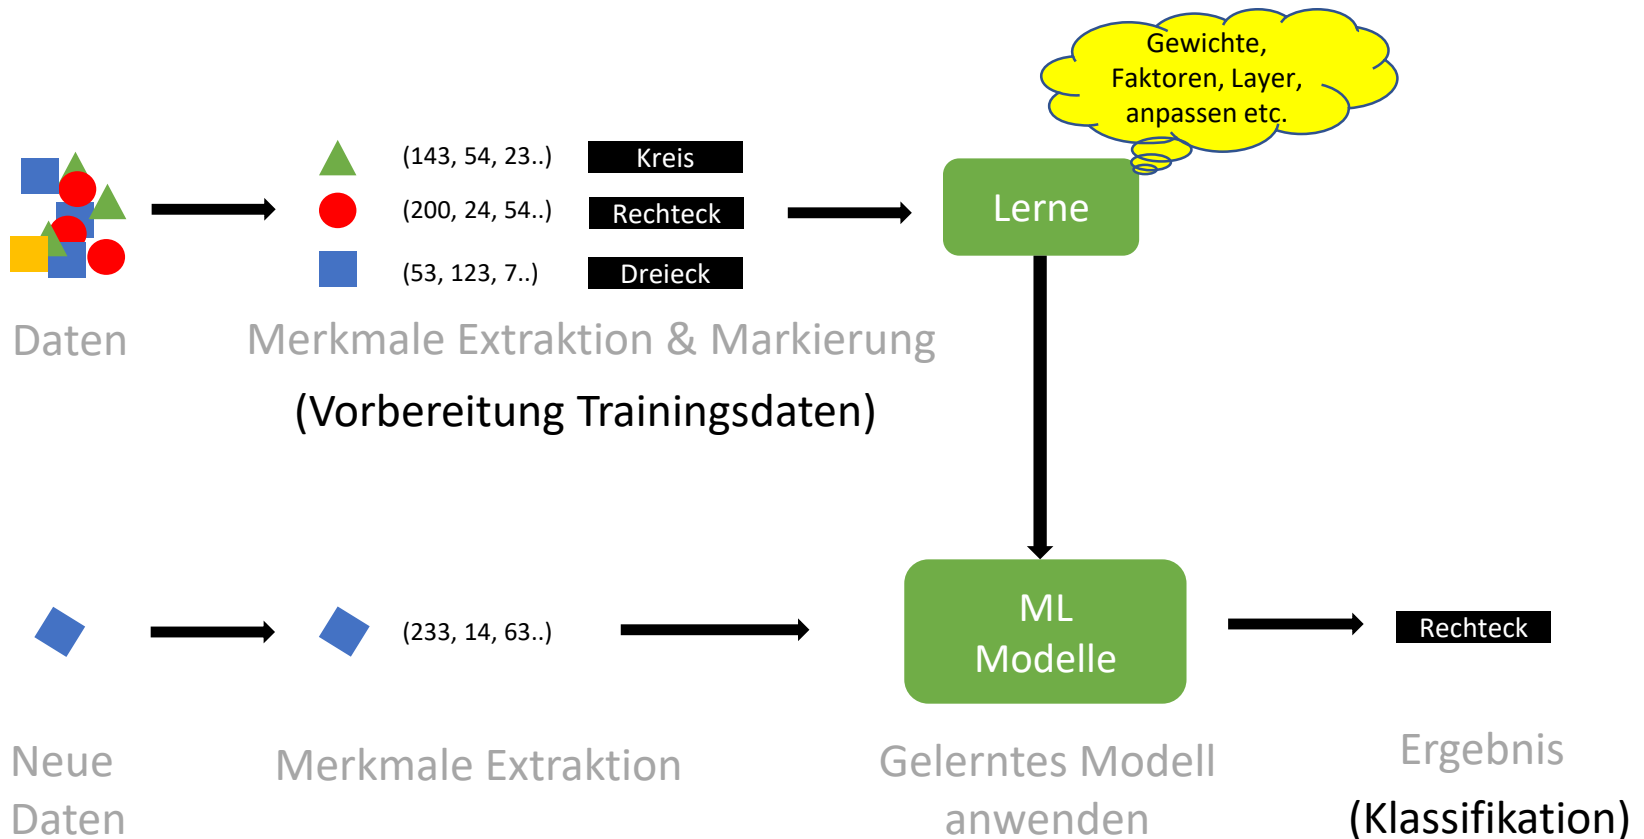 Gewichte,
Faktoren, Layer,
anpassen etc.
(143, 54, 23..) Kreis
(200, 24, 54..) Rechteck
(53, 123, 7..) Dreieck
Lerne
Daten
Merkmale Extraktion & Markierung
(Vorbereitung Trainingsdaten)
(233, 14, 63..)
ML
Modelle
Rechteck
Neue
Daten
Merkmale Extraktion
Gelerntes Modell
anwenden
Ergebnis
(Klassifikation)